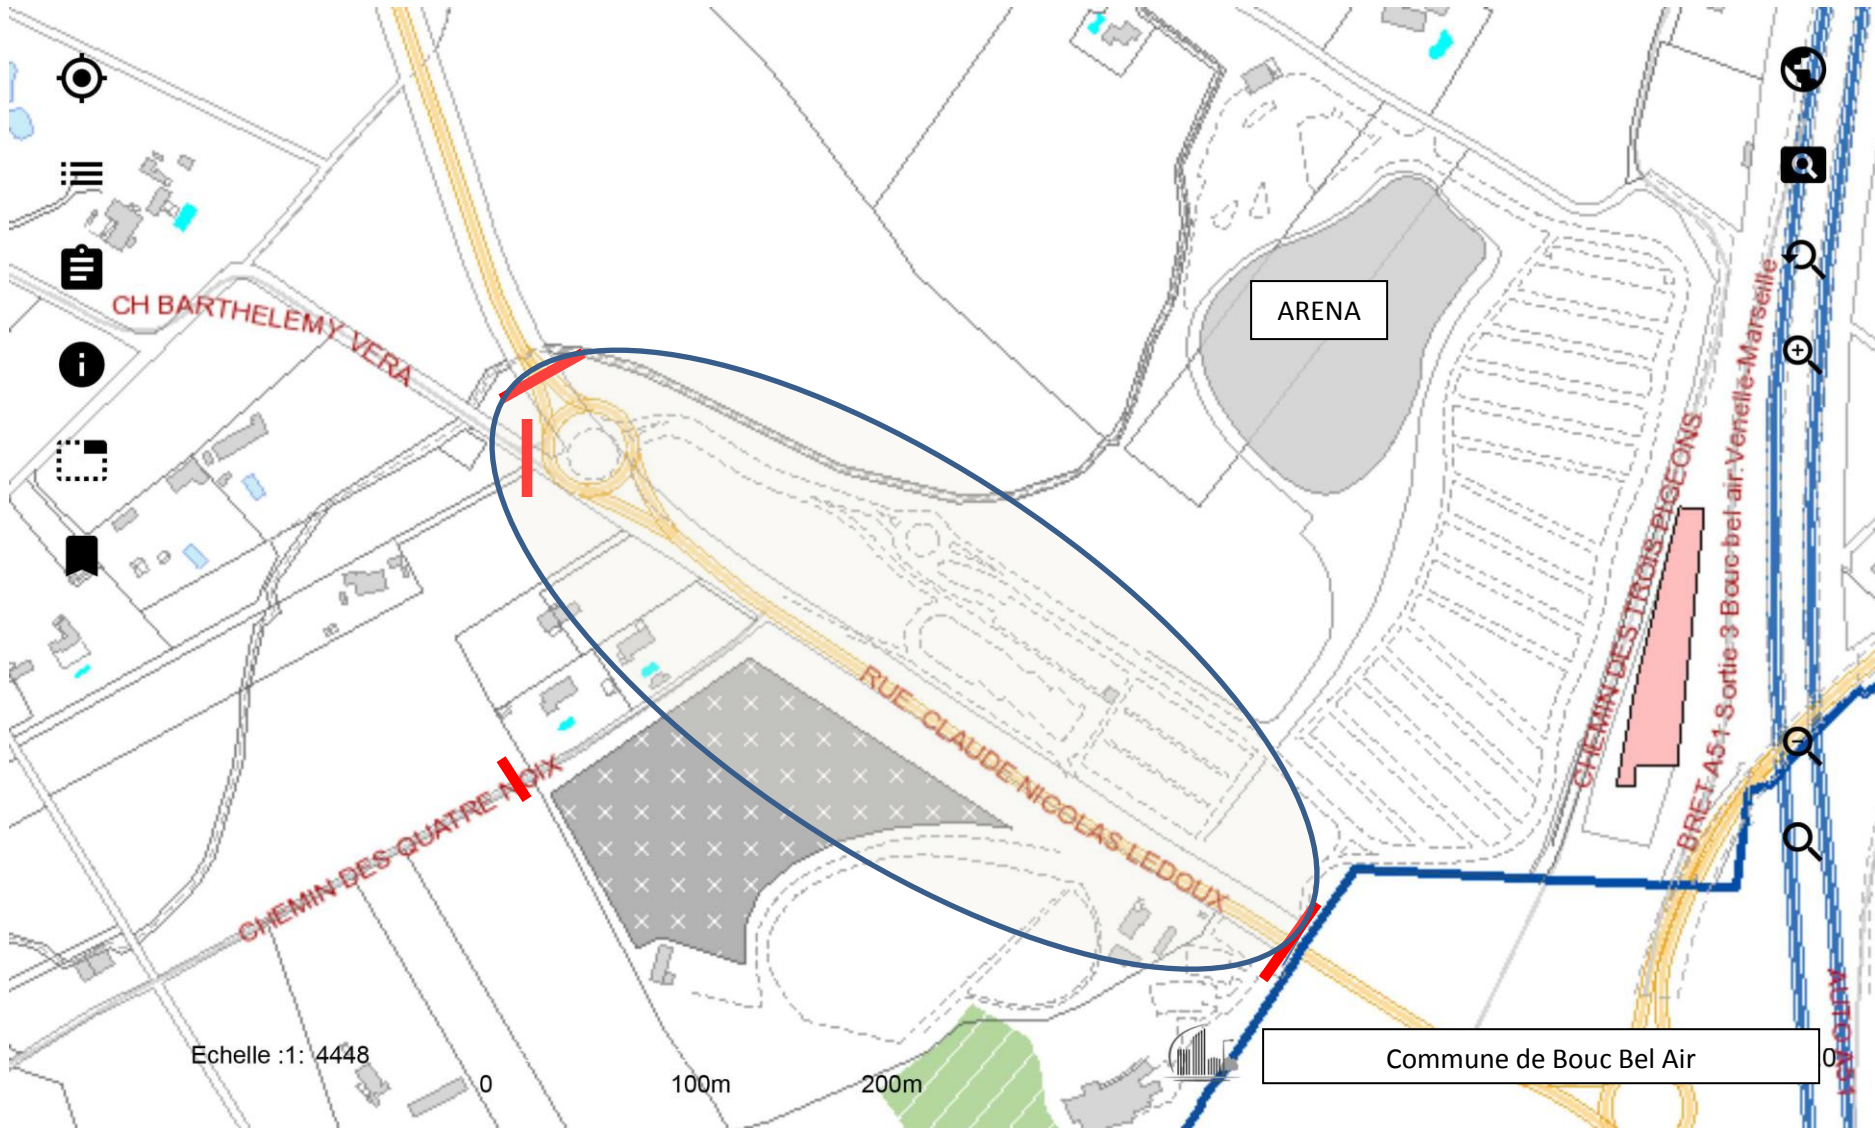 CH BARTHELEMY VERA
ARENA
RUE CLAUDE NICOLAS LEDOUX
CHEMIN DES QUATRE NOIX
CHEMIN DES TROIS PIGEONS
BRET A51 Sortie 3 Bouc bel air.Venelle-Marseille
AUTO A51
Echelle :1: 4448
0
100m
200m
Commune de Bouc Bel Air
0